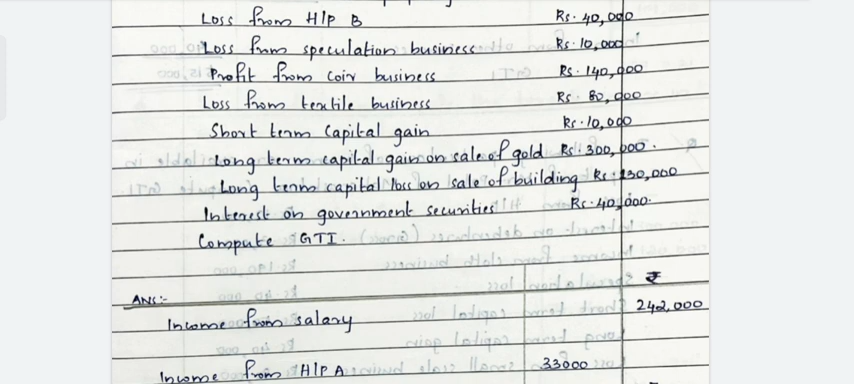 Loss from H|P B Rs. 40,000
Loss from speculation business Rs. 10,000
Profit from coir business Rs. 140,000
Loss from textile business Rs 80,000
Short term capital gain Rs. 10,000
Long term capital gain on sale of gold Rs. 300,000.
Long term capital loss on sale of building Rs
Interest on government securities Rs. 40,000.
Compute GTI.
₹
ANS:-
Income from salary 242,000
Income from H|P A 33000